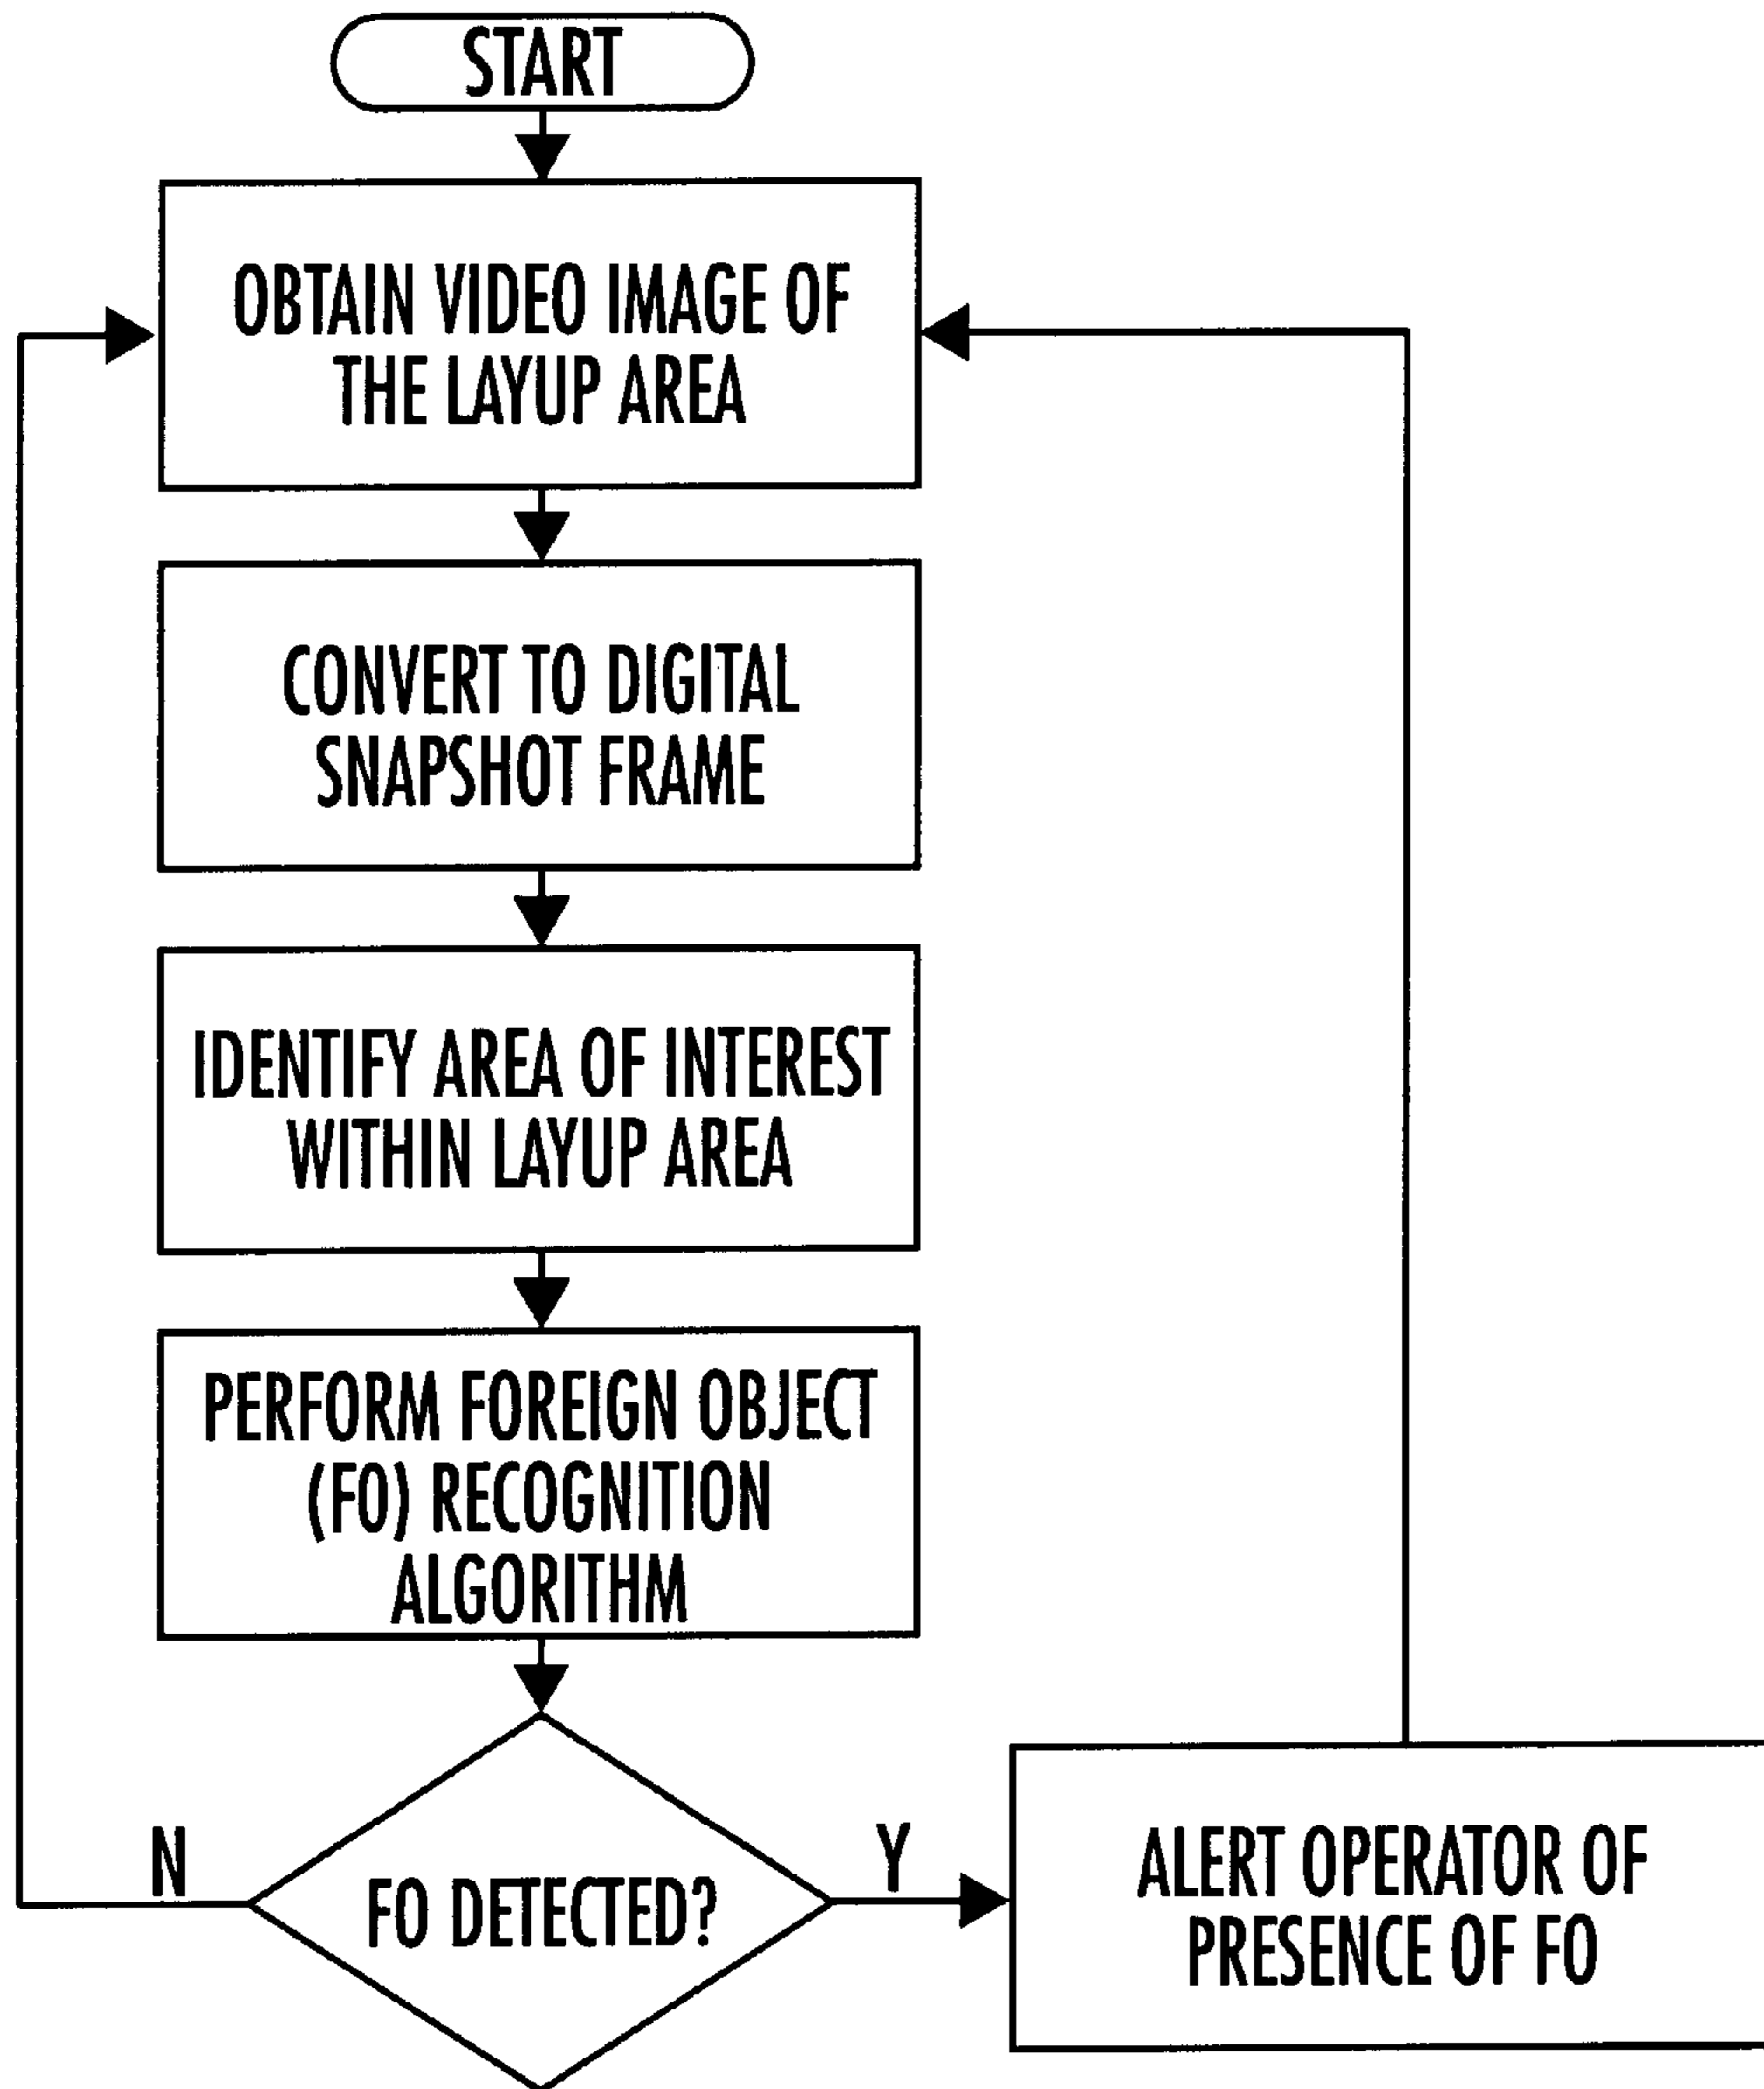 START
OBTAIN VIDEO IMAGE OF
THE LAYUP AREA
CONVERT TO DIGITAL
SNAPSHOT FRAME
IDENTIFY AREA OF INTEREST
WITHIN LAYUP AREA
PERFORM FOREIGN OBJECT
(FO) RECOGNITION
ALGORITHM
N
FO DETECTED?
Y
ALERT OPERATOR OF
PRESENCE OF FO